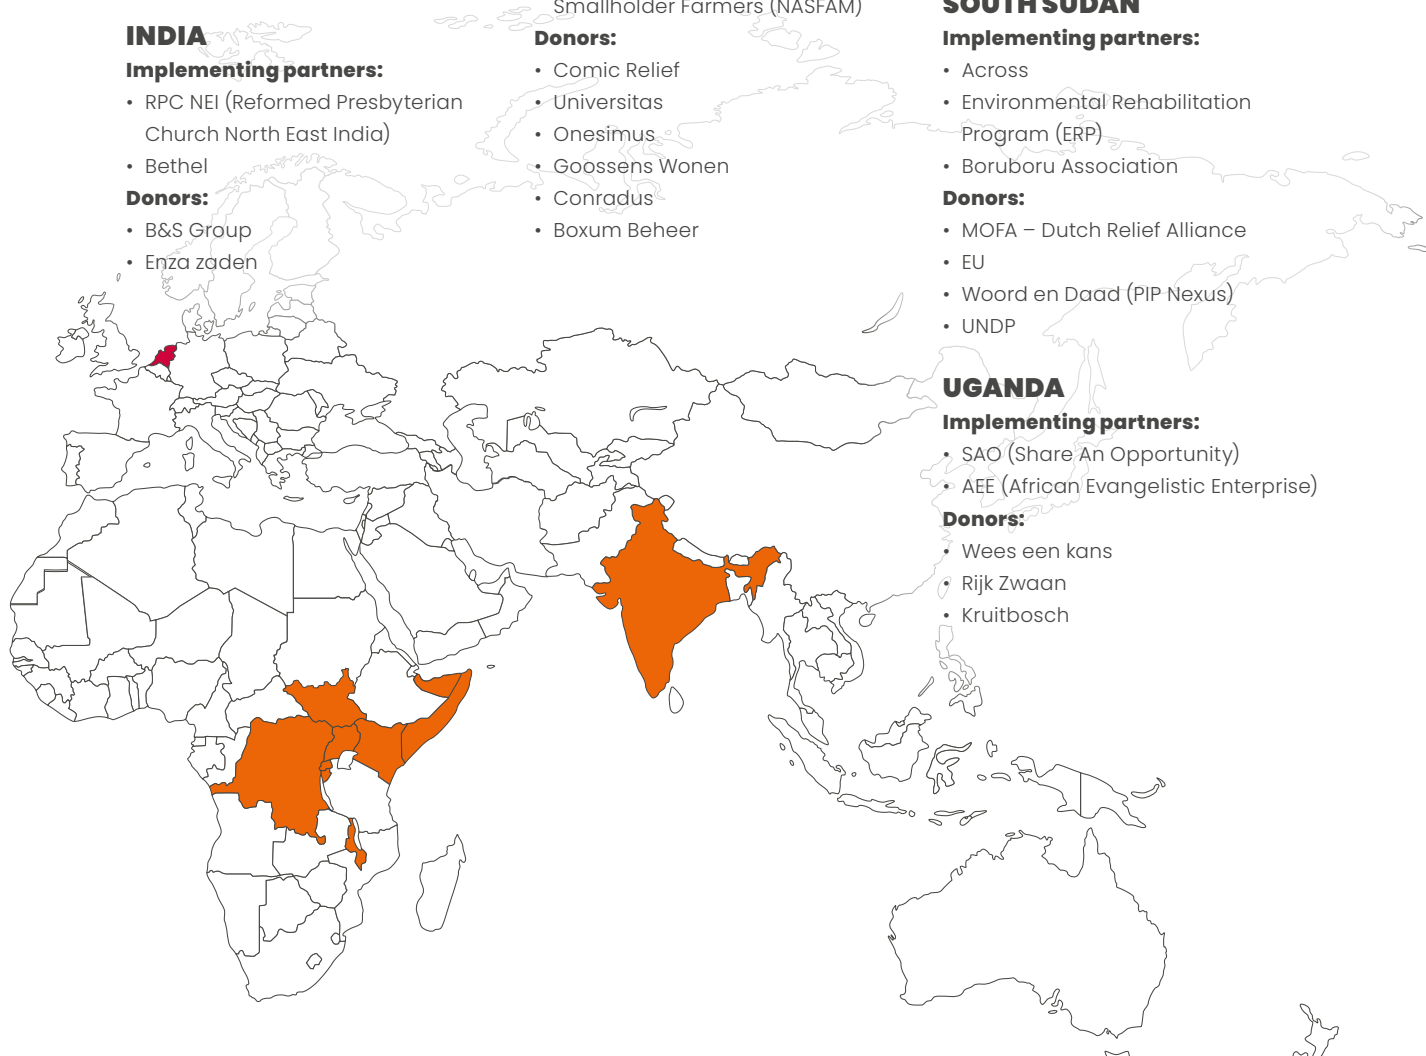 INDIA
Implementing partners:
• RPC NEI (Reformed Presbyterian
Church North East India)
• Bethel
Donors:
• B&S Group
• Enza zaden
Smallholder Farmers (NASFAM)
Donors:
• Comic Relief
• Universitas
• Onesimus
• Goossens Wonen
• Conradus
• Boxum Beheer
SOUTH SUDAN
Implementing partners:
• Across
• Environmental Rehabilitation
Program (ERP)
• Boruboru Association
Donors:
• MOFA – Dutch Relief Alliance
• EU
• Woord en Daad (PIP Nexus)
• UNDP
UGANDA
Implementing partners:
• SAO (Share An Opportunity)
• AEE (African Evangelistic Enterprise)
Donors:
• Wees een kans
• Rijk Zwaan
• Kruitbosch